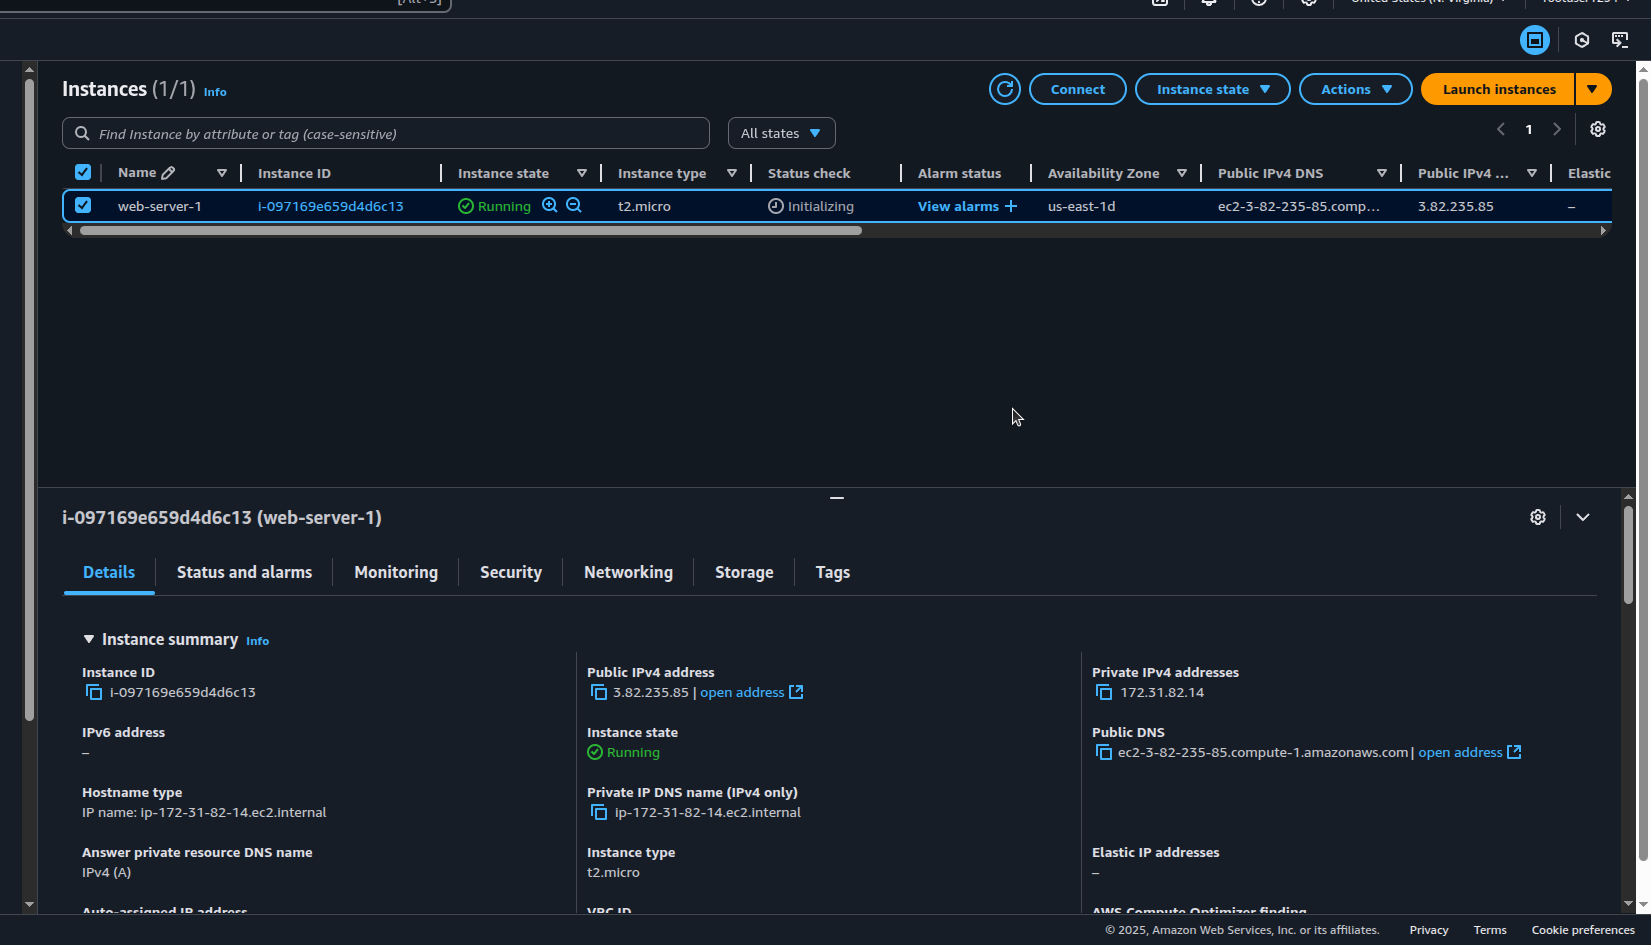 [Alt+S]
United States (N. Virginia)
Instances (1/1) Info
Connect
Instance state
Actions
Launch instances
Find Instance by attribute or tag (case-sensitive)
All states
1
Name Instance ID Instance state Instance type Status check Alarm status Availability Zone Public IPv4 DNS Public IPv4 ... Elastic
web-server-1 i-097169e659d4d6c13 Running t2.micro Initializing View alarms + us-east-1d ec2-3-82-235-85.comp... 3.82.235.85 –
i-097169e659d4d6c13 (web-server-1)
Details Status and alarms Monitoring Security Networking Storage Tags
Instance summary Info
Instance ID
i-097169e659d4d6c13
Public IPv4 address
3.82.235.85 | open address
Private IPv4 addresses
172.31.82.14
IPv6 address
–
Instance state
Running
Public DNS
ec2-3-82-235-85.compute-1.amazonaws.com | open address
Hostname type
IP name: ip-172-31-82-14.ec2.internal
Private IP DNS name (IPv4 only)
ip-172-31-82-14.ec2.internal
Answer private resource DNS name
IPv4 (A)
Instance type
t2.micro
Elastic IP addresses
–
Auto-assigned IP address
VPC ID
AWS Compute Optimizer finding
© 2025, Amazon Web Services, Inc. or its affiliates. Privacy Terms Cookie preferences